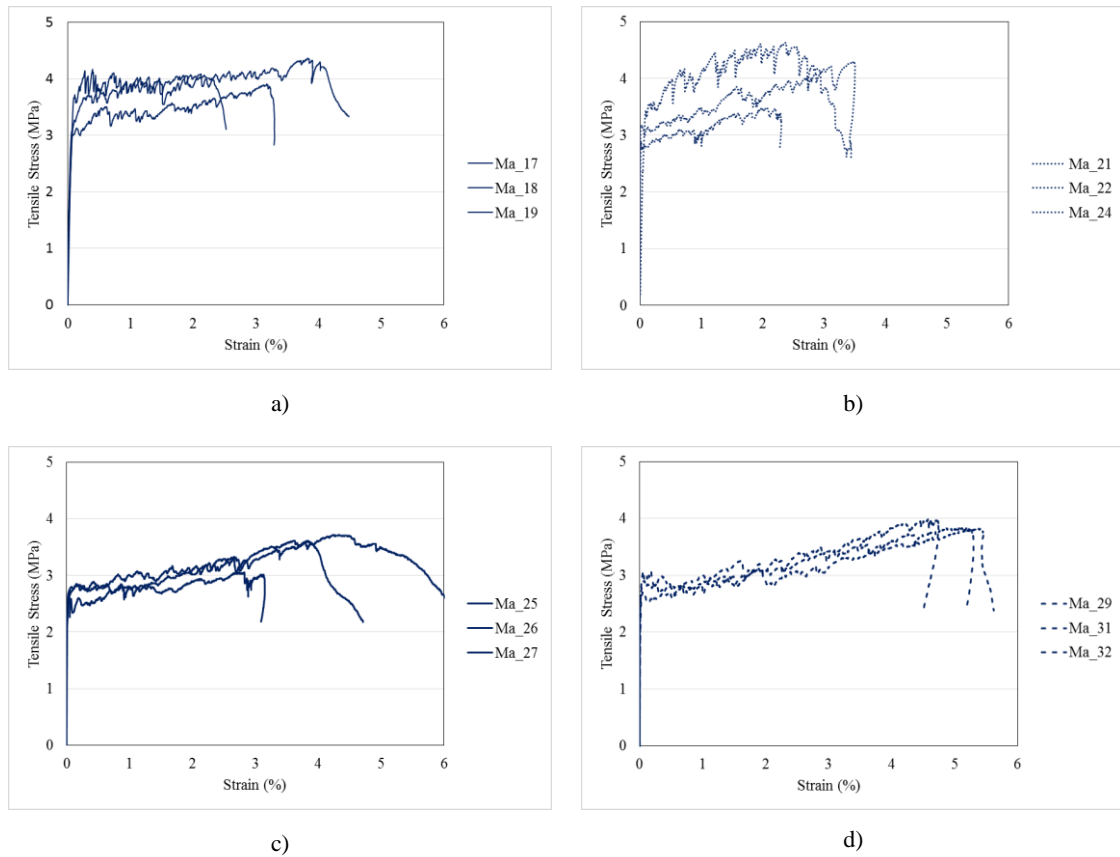 5
4
3
2
1
0
Tensile Stress (MPa)
0 1 2 3 4 5 6
Strain (%)
Ma_17
Ma_18
Ma_19
a)
5
4
3
2
1
0
Tensile Stress (MPa)
0 1 2 3 4 5 6
Strain (%)
Ma_21
Ma_22
Ma_24
b)
5
4
3
2
1
0
Tensile Stress (MPa)
0 1 2 3 4 5 6
Strain (%)
Ma_25
Ma_26
Ma_27
c)
5
4
3
2
1
0
Tensile Stress (MPa)
0 1 2 3 4 5 6
Strain (%)
Ma_29
Ma_31
Ma_32
d)